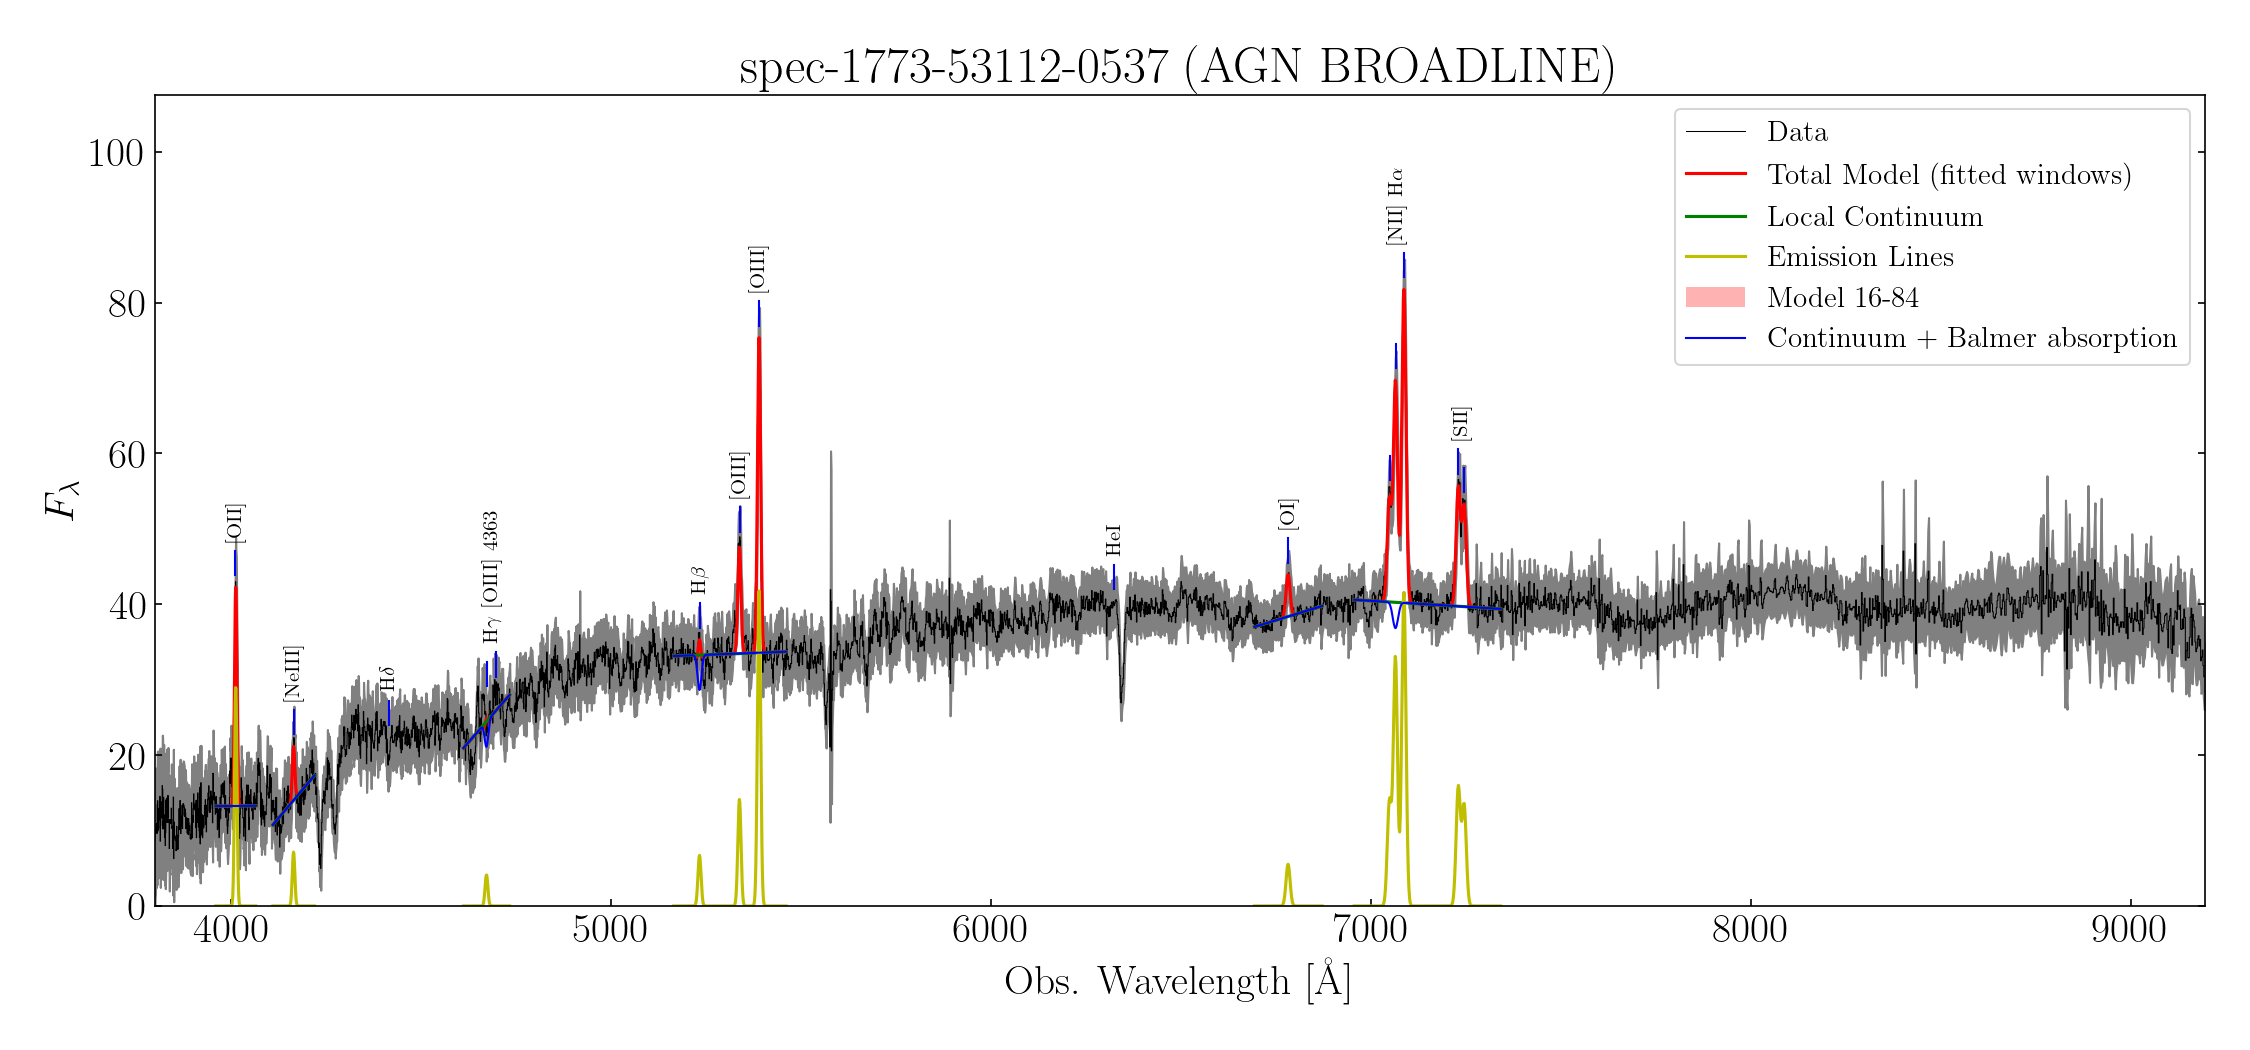 spec-1773-53112-0537 (AGN BROADLINE)
Data
Total Model (fitted windows)
Local Continuum
Emission Lines
Model 16-84
Continuum + Balmer absorption
[OII]
[NeIII]
Hδ
Hγ [OIII] 4363
Hβ
[OIII]
[OIII]
HeI
[OI]
[NII] Hα
[SII]
100
80
60
40
20
0
Fλ
4000
5000
6000
7000
8000
9000
Obs. Wavelength [Å]